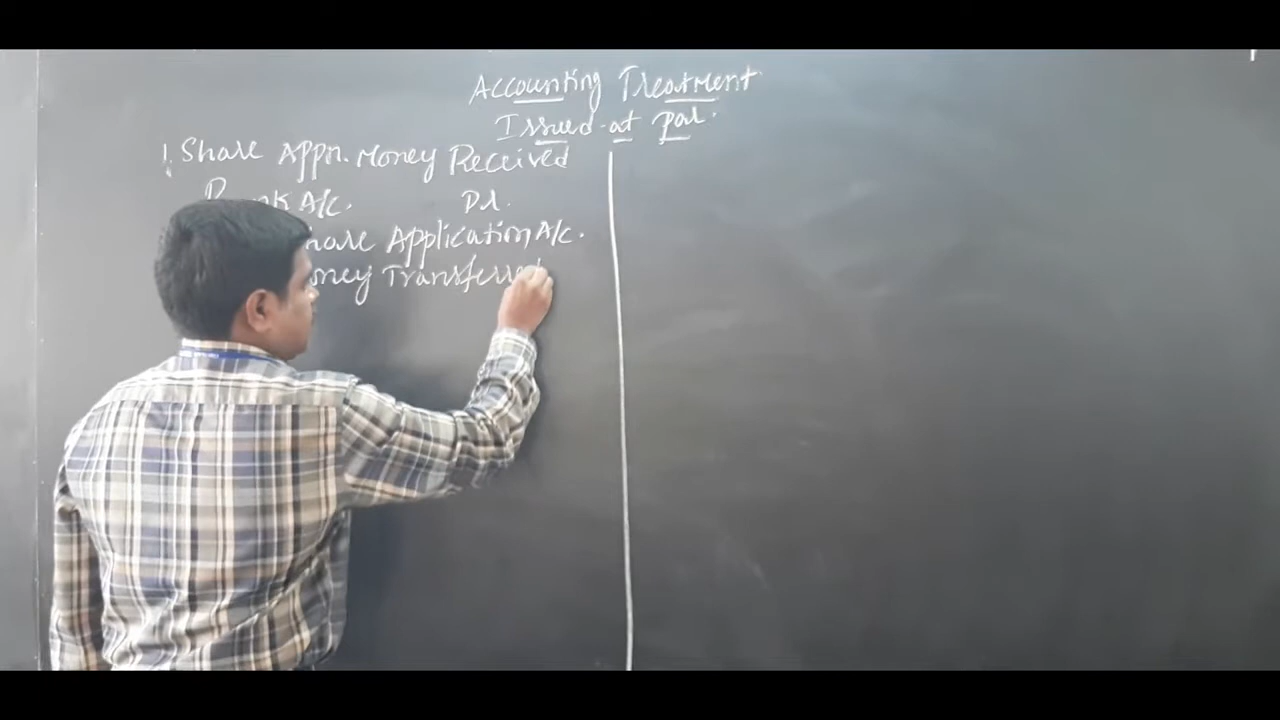 Accounting Treatment
Issued at par.
1. Share Appn. Money Received
Bank A/c. Dr.
Share Application A/c.
Money Transferred